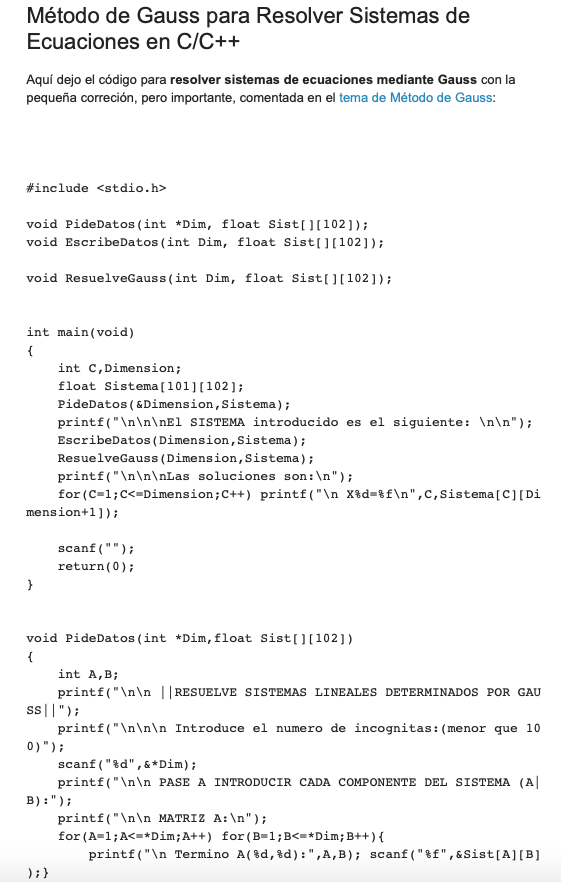 Método de Gauss para Resolver Sistemas de
Ecuaciones en C/C++
Aquí dejo el código para resolver sistemas de ecuaciones mediante Gauss con la
pequeña correción, pero importante, comentada en el tema de Método de Gauss:
#include <stdio.h>
void PideDatos(int *Dim, float Sist[][102]);
void EscribeDatos(int Dim, float Sist[][102]);
void ResuelveGauss(int Dim, float Sist[][102]);
int main(void)
{
    int C,Dimension;
    float Sistema[101][102];
    PideDatos(&Dimension,Sistema);
    printf("\n\n\nEl SISTEMA introducido es el siguiente: \n\n");
    EscribeDatos(Dimension,Sistema);
    ResuelveGauss(Dimension,Sistema);
    printf("\n\n\nLas soluciones son:\n");
    for(C=1;C<=Dimension;C++) printf("\n X%d=%f\n",C,Sistema[C][Di
mension+1]);
    scanf("");
    return(0);
}
void PideDatos(int *Dim,float Sist[][102])
{
    int A,B;
    printf("\n\n ||RESUELVE SISTEMAS LINEALES DETERMINADOS POR GAU
SS||");
    printf("\n\n\n Introduce el numero de incognitas:(menor que 10
0)");
    scanf("%d",&*Dim);
    printf("\n\n PASE A INTRODUCIR CADA COMPONENTE DEL SISTEMA (A|
B):");
    printf("\n\n MATRIZ A:\n");
    for(A=1;A<=*Dim;A++) for(B=1;B<=*Dim;B++){
        printf("\n Termino A(%d,%d):",A,B); scanf("%f",&Sist[A][B]
);}